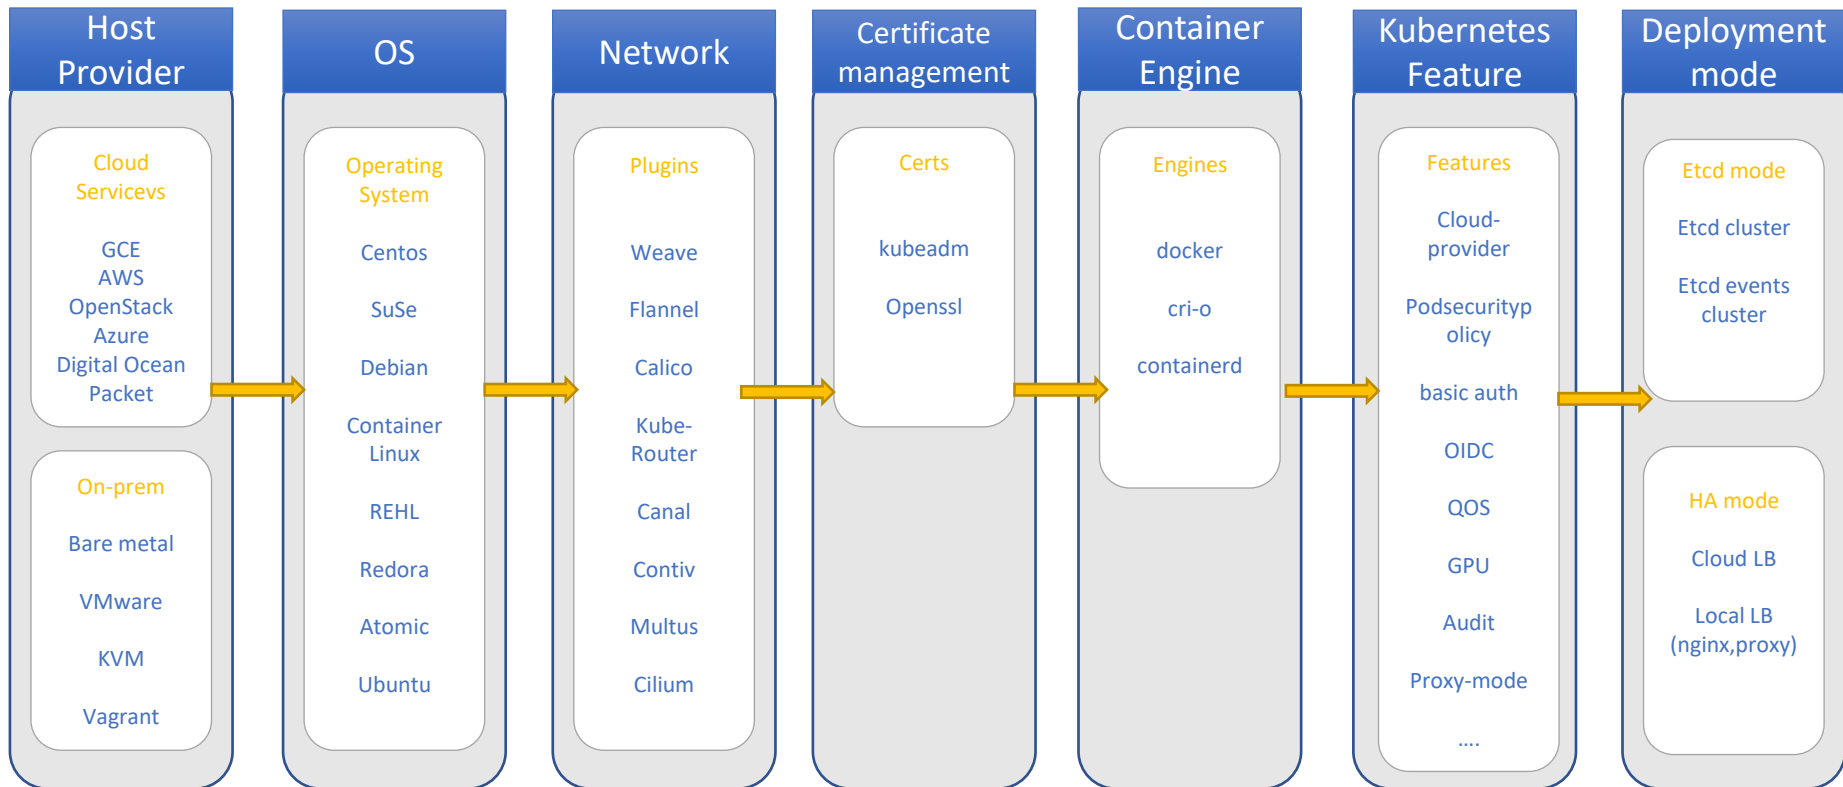 Host
Provider
Cloud
Servicevs
GCE
AWS
OpenStack
Azure
Digital Ocean
Packet
On-prem
Bare metal
VMware
KVM
Vagrant
OS
Operating
System
Centos
SuSe
Debian
Container
Linux
REHL
Redora
Atomic
Ubuntu
Network
Plugins
Weave
Flannel
Calico
Kube-
Router
Canal
Contiv
Multus
Cilium
Certificate
management
Certs
kubeadm
Openssl
Container
Engine
Engines
docker
cri-o
containerd
Kubernetes
Feature
Features
Cloud-
provider
Podsecurityp
olicy
basic auth
OIDC
QOS
GPU
Audit
Proxy-mode
....
Deployment
mode
Etcd mode
Etcd cluster
Etcd events
cluster
HA mode
Cloud LB
Local LB
(nginx,proxy)